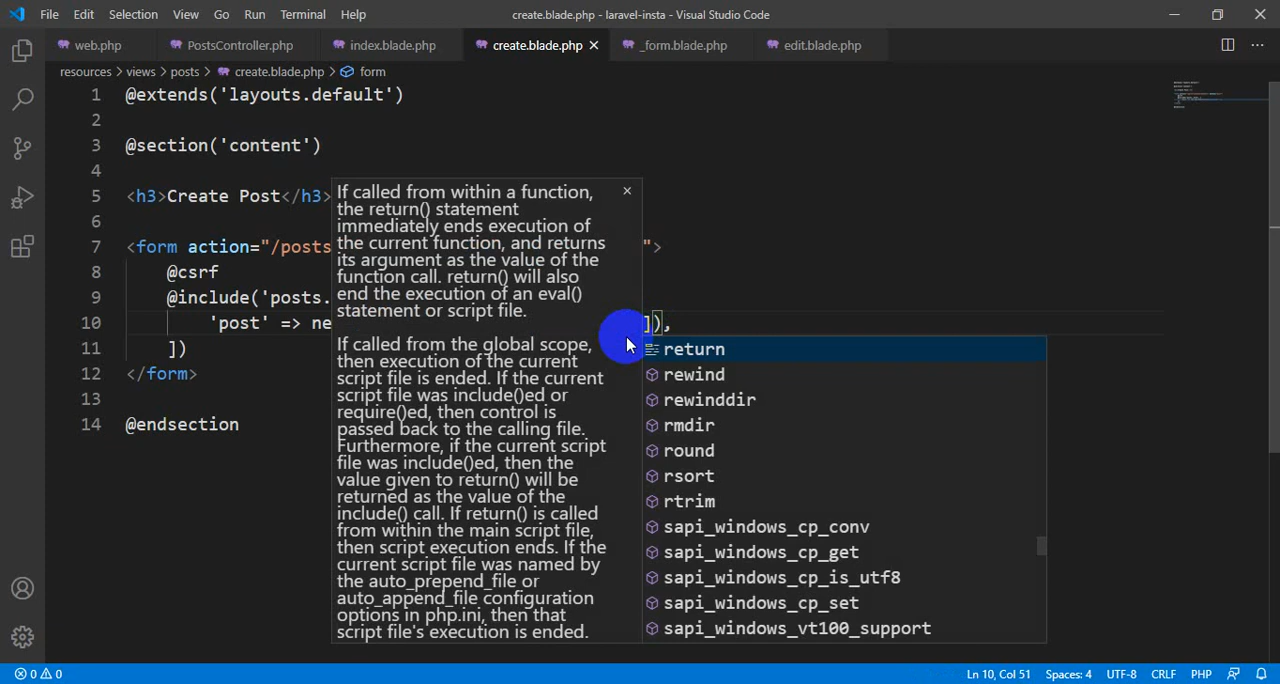 File Edit Selection View Go Run Terminal Help create.blade.php - laravel-insta - Visual Studio Code
web.php PostsController.php index.blade.php create.blade.php _form.blade.php edit.blade.php
resources > views > posts > create.blade.php > form
1 @extends('layouts.default')
2
3 @section('content')
4
5 <h3>Create Post</h3>
6
7 <form action="/posts ">
8 @csrf
9 @include('posts.
10 'post' => ne ]),
11 ])
12 </form>
13
14 @endsection
If called from within a function,
the return() statement
immediately ends execution of
the current function, and returns
its argument as the value of the
function call. return() will also
end the execution of an eval()
statement or script file.
If called from the global scope,
then execution of the current
script file is ended. If the current
script file was include()ed or
require()ed, then control is
passed back to the calling file.
Furthermore, if the current script
file was include()ed, then the
value given to return() will be
returned as the value of the
include() call. If return() is called
from within the main script file,
then script execution ends. If the
current script file was named by
the auto_prepend_file or
auto_append_file configuration
options in php.ini, then that
script file's execution is ended.
return
rewind
rewinddir
rmdir
round
rsort
rtrim
sapi_windows_cp_conv
sapi_windows_cp_get
sapi_windows_cp_is_utf8
sapi_windows_cp_set
sapi_windows_vt100_support
0 0 Ln 10, Col 51 Spaces: 4 UTF-8 CRLF PHP